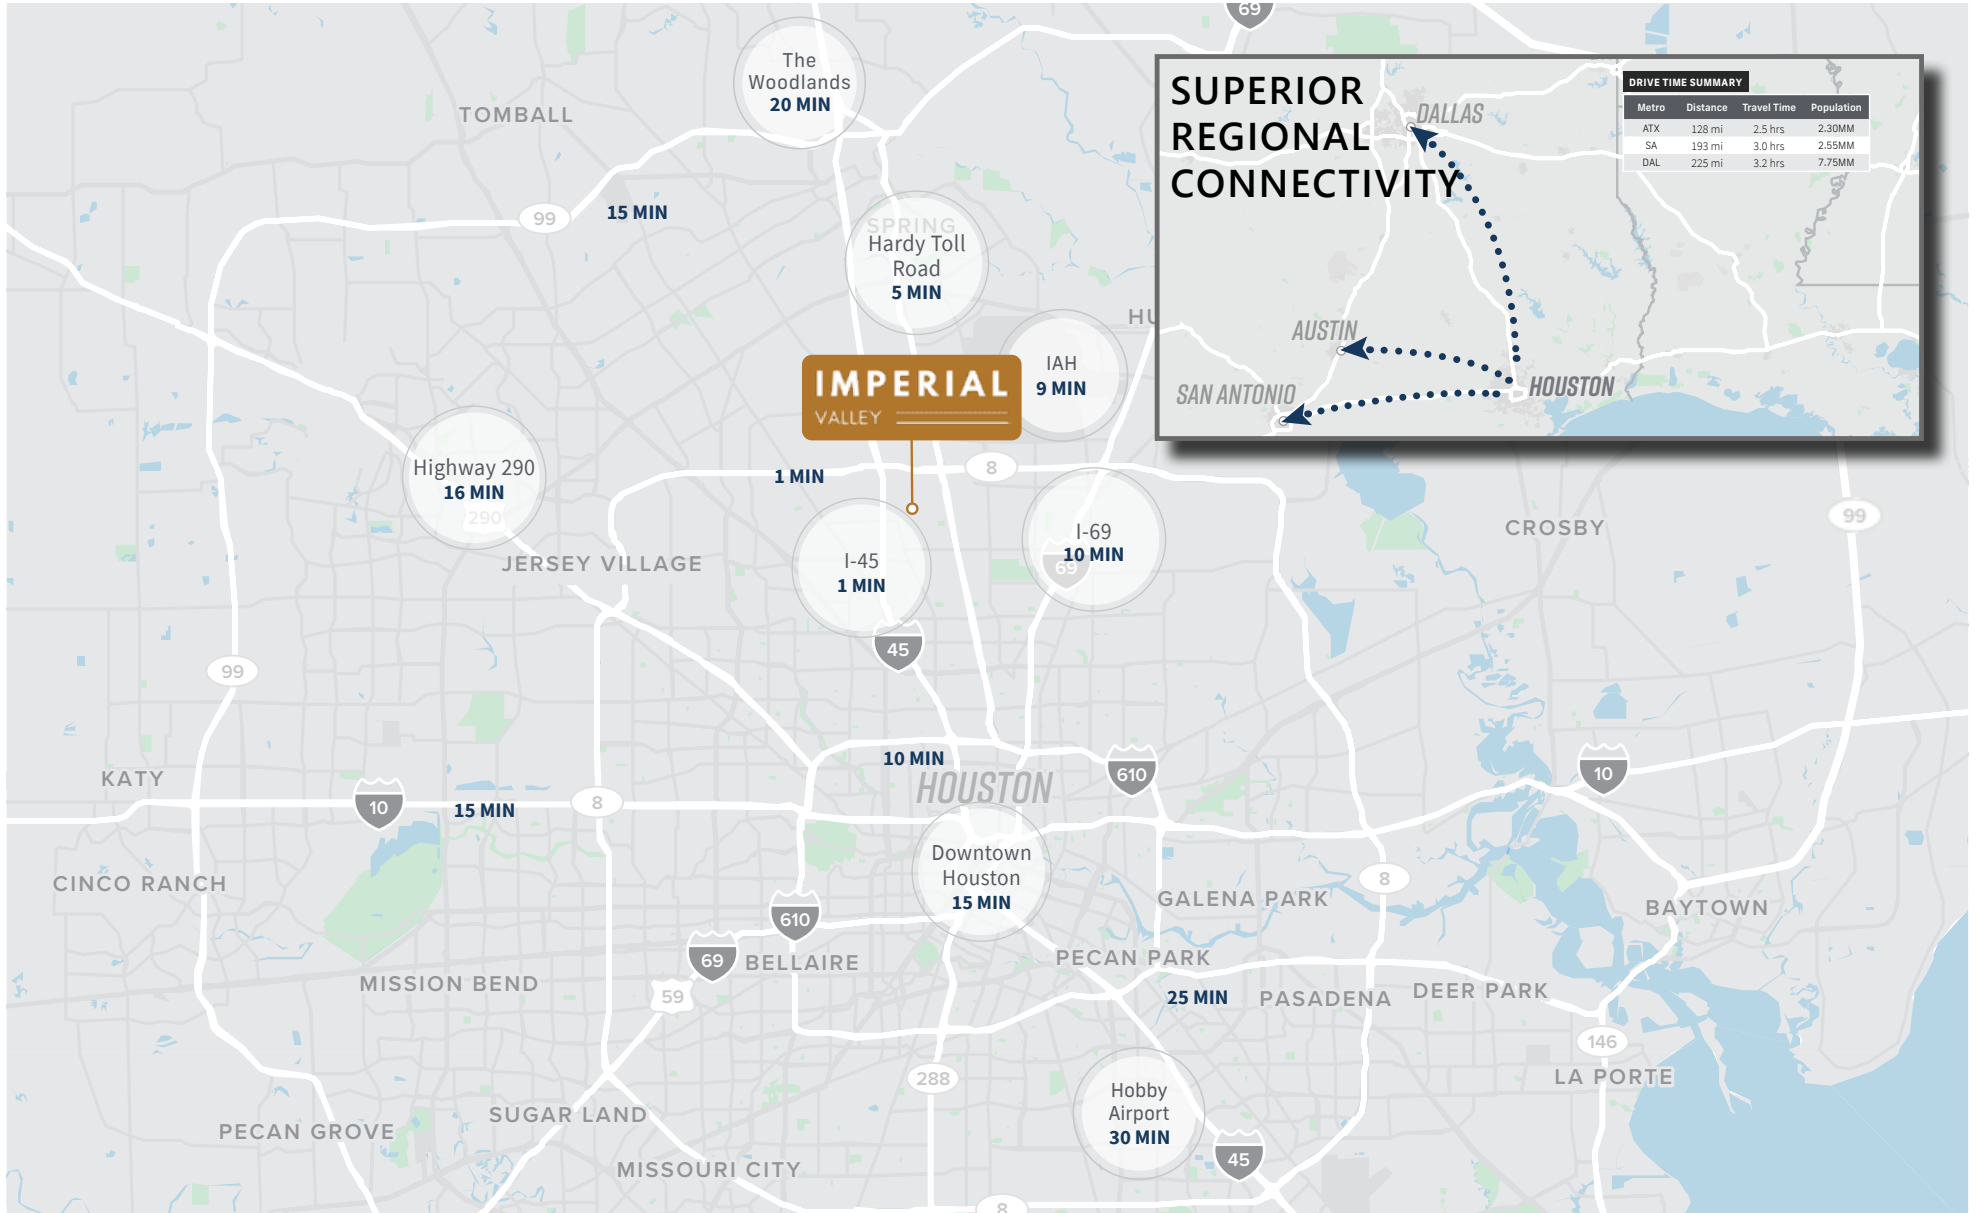 69
The
Woodlands
20 MIN
TOMBALL
99
15 MIN
SPRING
Hardy Toll
Road
5 MIN
HU
IAH
9 MIN
IMPERIAL
VALLEY
SUPERIOR
REGIONAL
CONNECTIVITY
DALLAS
AUSTIN
SAN ANTONIO
HOUSTON
DRIVE TIME SUMMARY
Metro Distance Travel Time Population
ATX 128 mi 2.5 hrs 2.30MM
SA 193 mi 3.0 hrs 2.55MM
DAL 225 mi 3.2 hrs 7.75MM
Highway 290
16 MIN
290
1 MIN
8
I-45
1 MIN
I-69
10 MIN
69
CROSBY
99
JERSEY VILLAGE
45
99
10 MIN
HOUSTON
610
10
KATY
10
15 MIN
8
Downtown
Houston
15 MIN
CINCO RANCH
8
GALENA PARK
BAYTOWN
610
69
BELLAIRE
PECAN PARK
MISSION BEND
59
25 MIN
PASADENA
DEER PARK
146
288
LA PORTE
Hobby
Airport
30 MIN
SUGAR LAND
PECAN GROVE
45
MISSOURI CITY
8